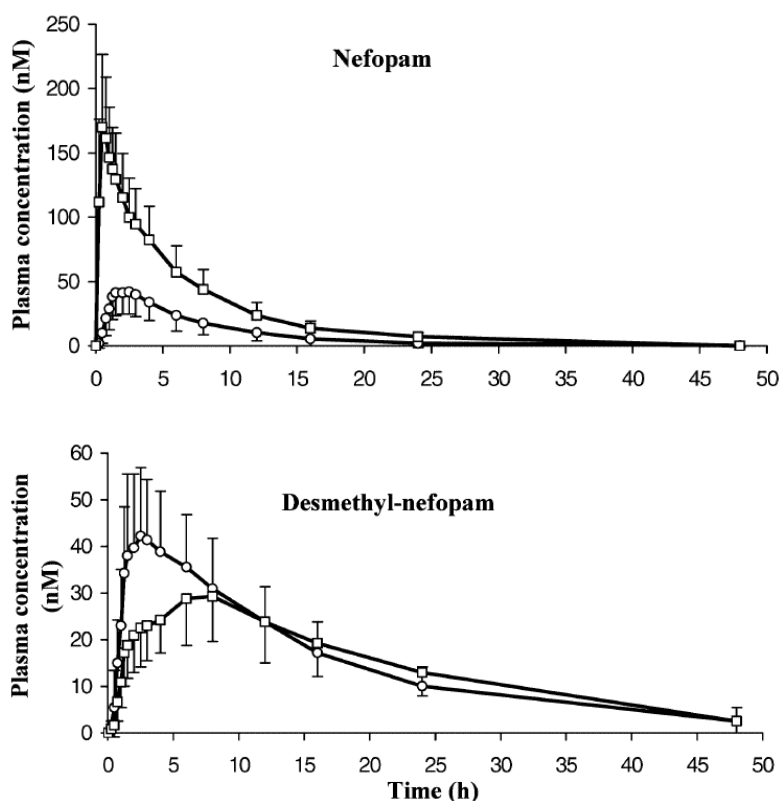 Nefopam
Plasma concentration (nM)
250
200
150
100
50
0
0 5 10 15 20 25 30 35 40 45 50
Desmethyl-nefopam
Plasma concentration
(nM)
60
50
40
30
20
10
0
0 5 10 15 20 25 30 35 40 45 50
Time (h)